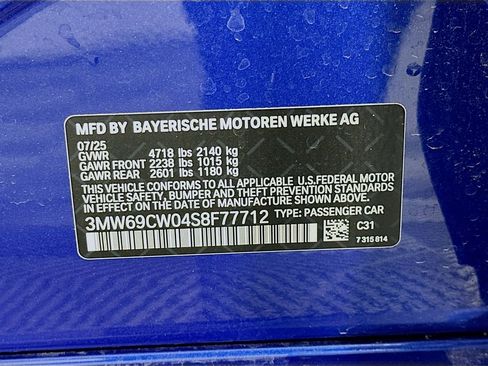 MFD BY BAYERISCHE MOTOREN WERKE AG
07/25
GVWR 4718 lbs 2140 kg
GAWR FRONT 2238 lbs 1015 kg
GAWR REAR 2601 lbs 1180 kg
THIS VEHICLE CONFORMS TO ALL APPLICABLE U.S.FEDERAL MOTOR
VEHICLE SAFETY, BUMPER, AND THEFT PREVENTION STANDARDS
IN EFFECT ON THE DATE OF MANUFACTURE SHOWN ABOVE.
3MW69CW04S8F77712 TYPE: PASSENGER CAR
C31
7 315 814